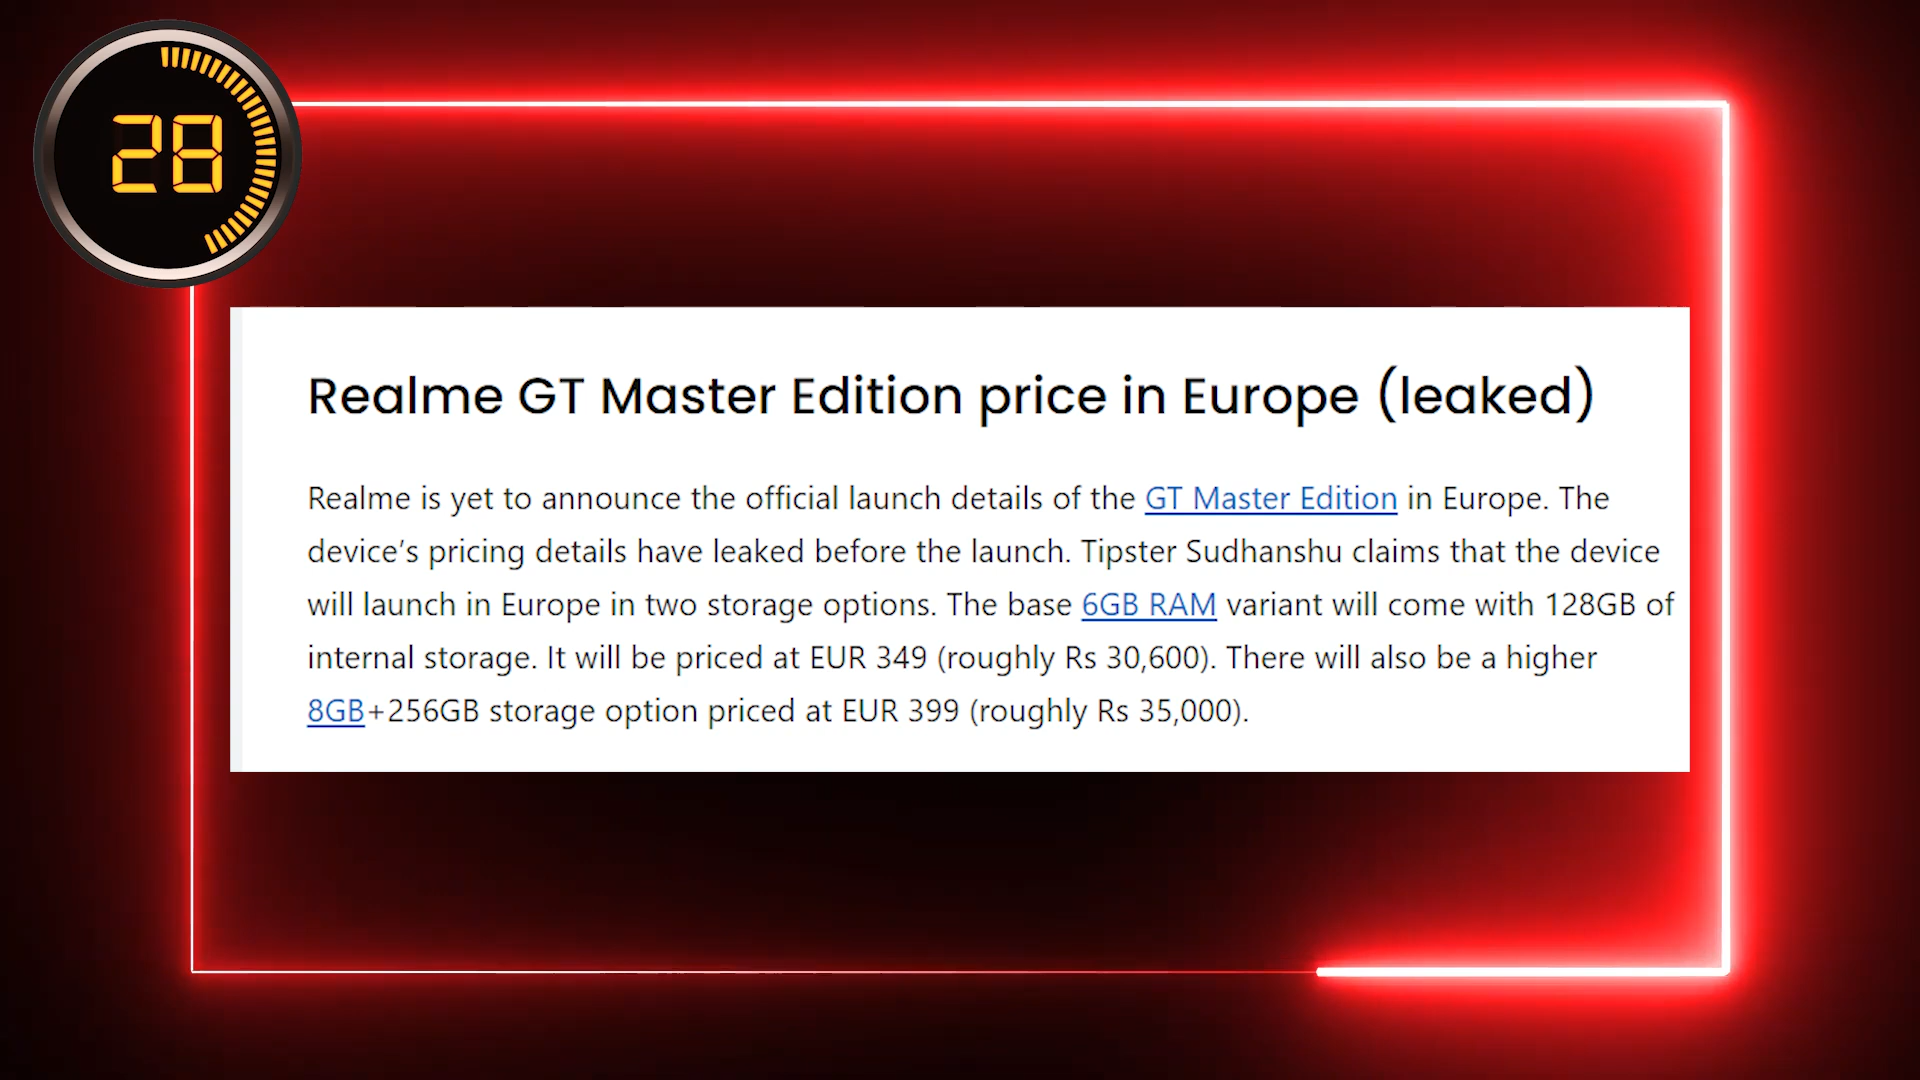 28
Realme GT Master Edition price in Europe (leaked)
Realme is yet to announce the official launch details of the GT Master Edition in Europe. The
device’s pricing details have leaked before the launch. Tipster Sudhanshu claims that the device
will launch in Europe in two storage options. The base 6GB RAM variant will come with 128GB of
internal storage. It will be priced at EUR 349 (roughly Rs 30,600). There will also be a higher
8GB+256GB storage option priced at EUR 399 (roughly Rs 35,000).